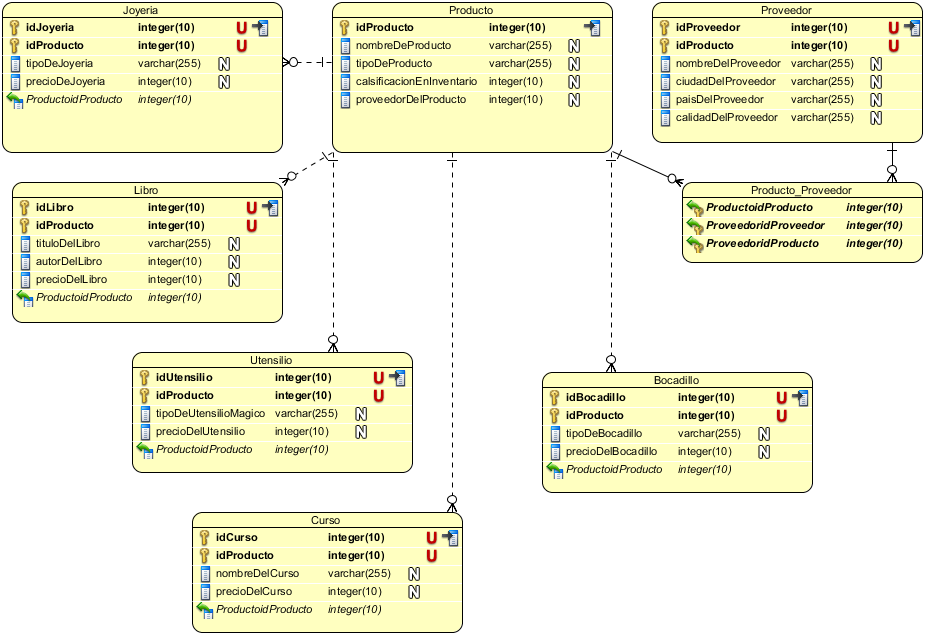 Joyeria
idJoyeria integer(10) U
idProducto integer(10) U
tipoDeJoyeria varchar(255) N
precioDeJoyeria integer(10) N
ProductoidProducto integer(10)
Producto
idProducto integer(10)
nombreDeProducto varchar(255) N
tipoDeProducto varchar(255) N
calsificacionEnInventario integer(10) N
proveedorDelProducto integer(10) N
Proveedor
idProveedor integer(10) U
idProducto integer(10) U
nombreDelProveedor varchar(255) N
ciudadDelProveedor varchar(255) N
paisDelProveedor varchar(255) N
calidadDelProveedor varchar(255) N
Libro
idLibro integer(10) U
idProducto integer(10) U
tituloDelLibro varchar(255) N
autorDelLibro integer(10) N
precioDelLibro integer(10) N
ProductoidProducto integer(10)
Producto_Proveedor
ProductoidProducto integer(10)
ProveedoridProveedor integer(10)
ProveedoridProducto integer(10)
Utensilio
idUtensilio integer(10) U
idProducto integer(10) U
tipoDeUtensilioMagico varchar(255) N
precioDelUtensilio integer(10) N
ProductoidProducto integer(10)
Bocadillo
idBocadillo integer(10) U
idProducto integer(10) U
tipoDeBocadillo varchar(255) N
precioDelBocadillo integer(10) N
ProductoidProducto integer(10)
Curso
idCurso integer(10) U
idProducto integer(10) U
nombreDelCurso varchar(255) N
precioDelCurso integer(10) N
ProductoidProducto integer(10)